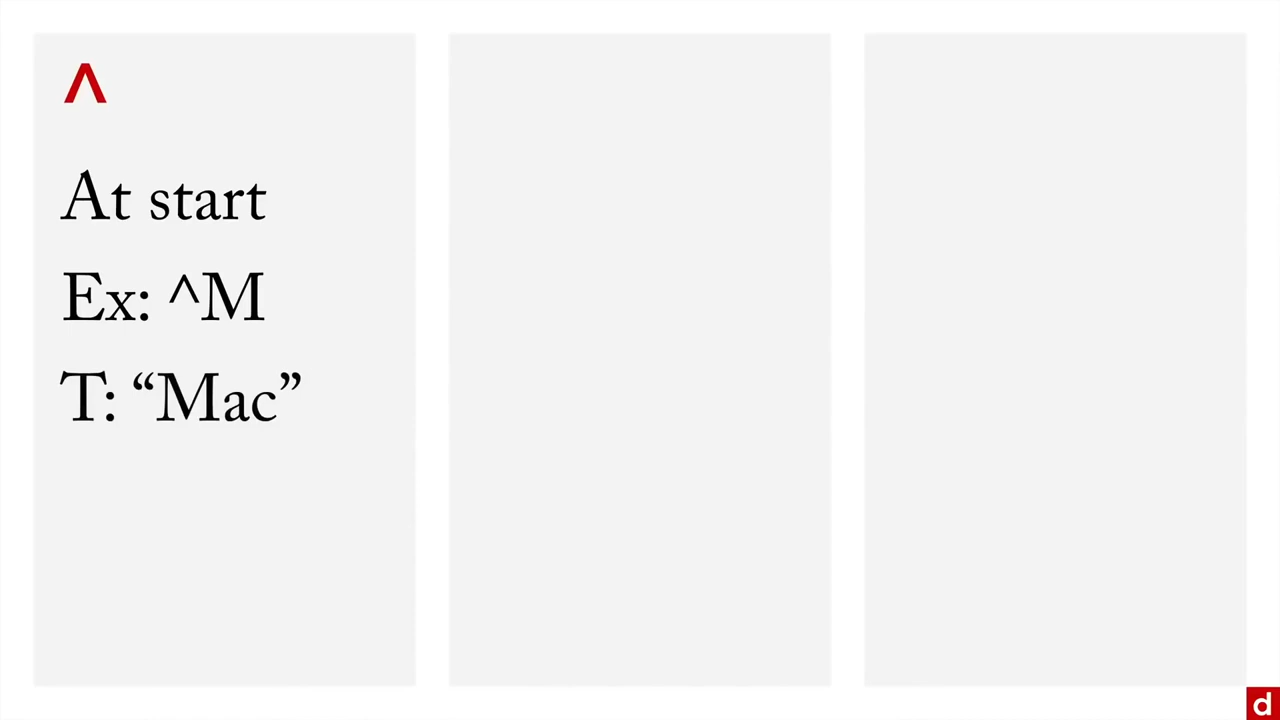 ^
At start
Ex: ^M
T: “Mac”
d